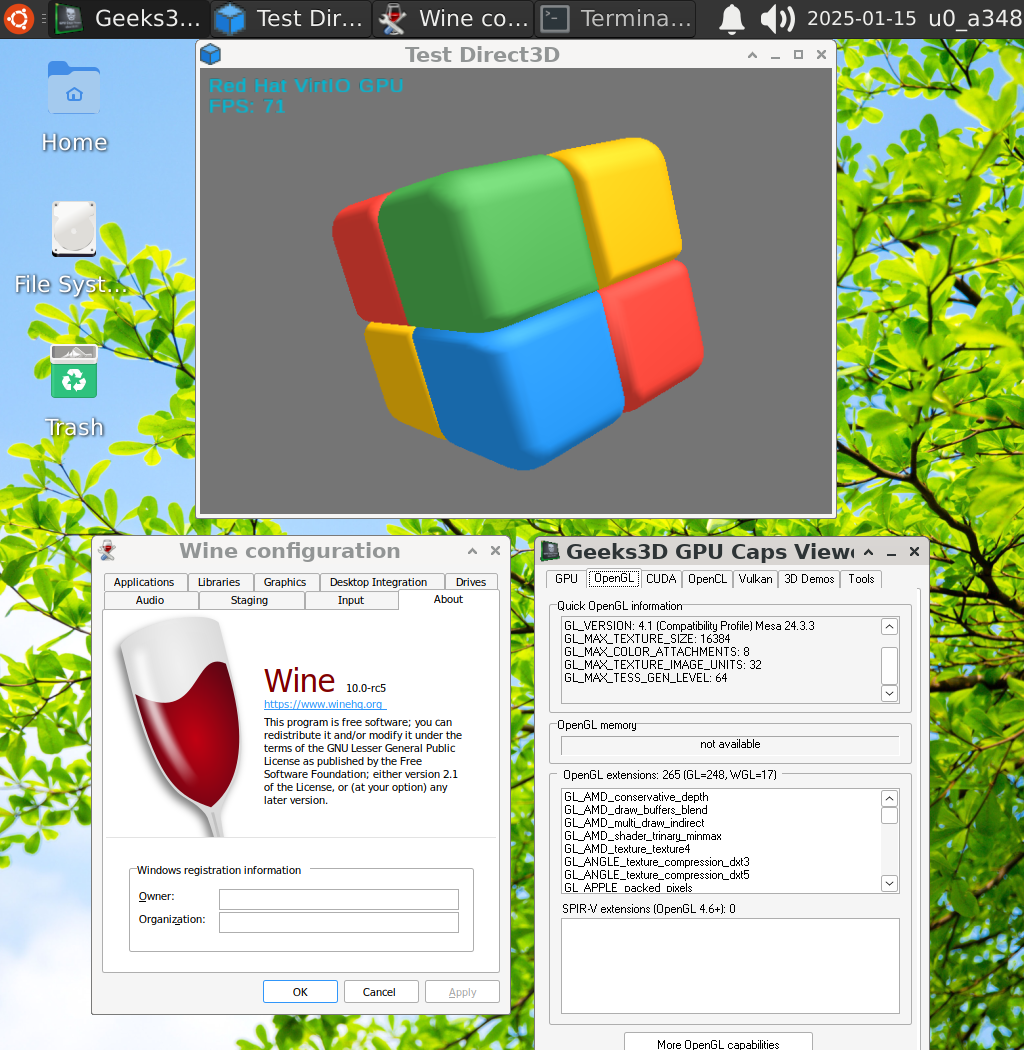 Geeks3...
Test Dir...
Wine co...
Termina...
2025-01-15
u0_a348
Home
File Syst...
Trash
Test Direct3D
Red Hat VirtIO GPU
FPS: 71
Wine configuration
Applications
Libraries
Graphics
Desktop Integration
Drives
Audio
Staging
Input
About
Wine 10.0-rc5
https://www.winehq.org
This program is free software; you can
redistribute it and/or modify it under the
terms of the GNU Lesser General Public
License as published by the Free
Software Foundation; either version 2.1
of the License, or (at your option) any
later version.
Windows registration information
Owner:
Organization:
OK
Cancel
Apply
Geeks3D GPU Caps Viewe
GPU
OpenGL
CUDA
OpenCL
Vulkan
3D Demos
Tools
Quick OpenGL information
GL_VERSION: 4.1 (Compatibility Profile) Mesa 24.3.3
GL_MAX_TEXTURE_SIZE: 16384
GL_MAX_COLOR_ATTACHMENTS: 8
GL_MAX_TEXTURE_IMAGE_UNITS: 32
GL_MAX_TESS_GEN_LEVEL: 64
OpenGL memory
not available
OpenGL extensions: 265 (GL=248, WGL=17)
GL_AMD_conservative_depth
GL_AMD_draw_buffers_blend
GL_AMD_multi_draw_indirect
GL_AMD_shader_trinary_minmax
GL_AMD_texture_texture4
GL_ANGLE_texture_compression_dxt3
GL_ANGLE_texture_compression_dxt5
GL_APPLE_packed_pixels
SPIR-V extensions (OpenGL 4.6+): 0
More OpenGL capabilities